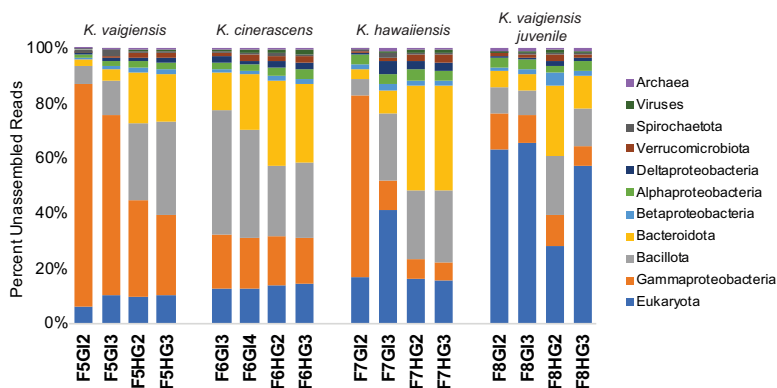 K. vaigiensis
K. cinerascens
K. hawaiiensis
K. vaigiensis
juvenile
Percent Unassembled Reads
100%
80%
60%
40%
20%
0%
F5GI2
F5GI3
F5HG2
F5HG3
F6GI3
F6GI4
F6HG2
F6HG3
F7GI2
F7GI3
F7HG2
F7HG3
F8GI2
F8GI3
F8HG2
F8HG3
Archaea
Viruses
Spirochaetota
Verrucomicrobiota
Deltaproteobacteria
Alphaproteobacteria
Betaproteobacteria
Bacteroidota
Bacillota
Gammaproteobacteria
Eukaryota